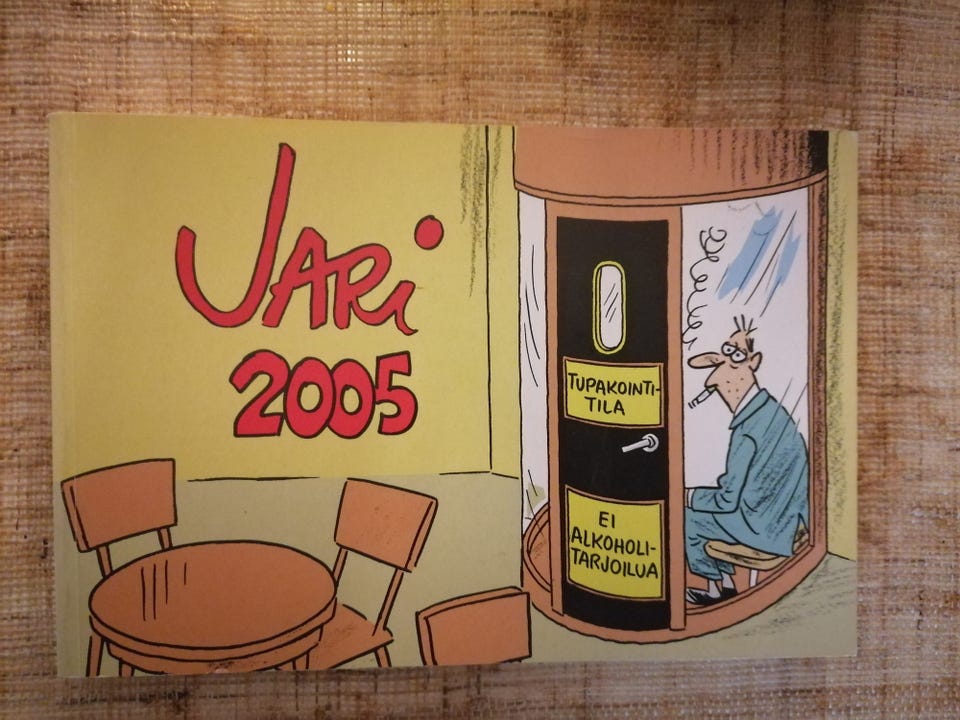 JARi
2005
TUPAKOINTI-
TILA
EI
ALKOHOLI-
TARJOILUA